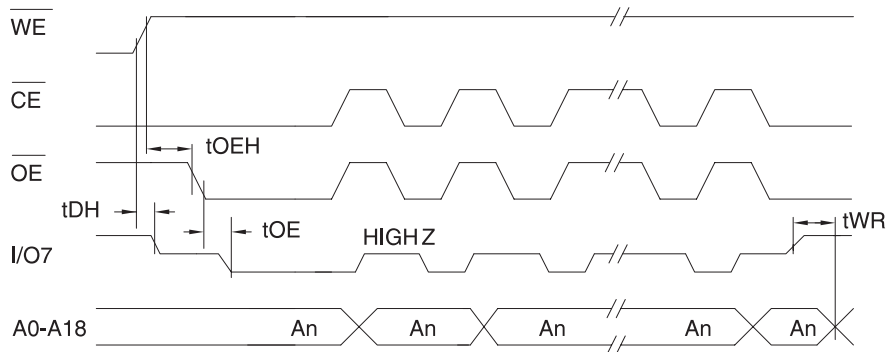 WE
CE
tOEH
OE
tDH
tOE
HIGH Z
tWR
I/O7
A0-A18 An An An An An